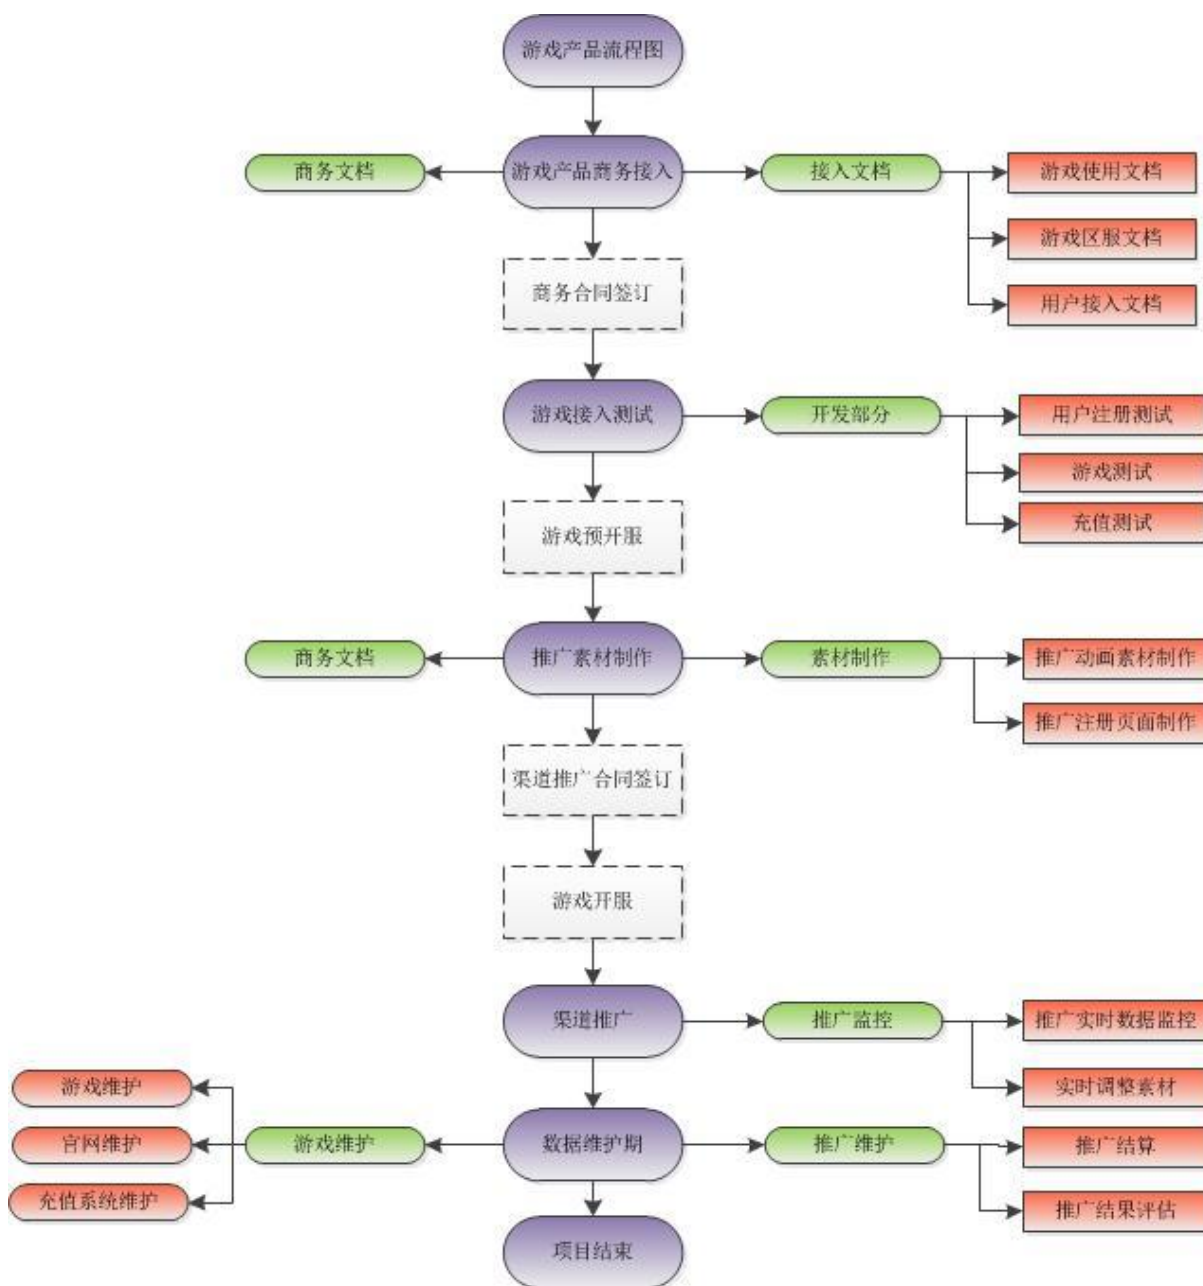 游戏产品流程图
商务文档
游戏产品商务接入
接入文档
游戏使用文档
游戏区服文档
用户接入文档
商务合同签订
游戏接入测试
开发部分
用户注册测试
游戏测试
充值测试
游戏预开服
商务文档
推广素材制作
素材制作
推广动画素材制作
推广注册页面制作
渠道推广合同签订
游戏开服
渠道推广
推广监控
推广实时数据监控
实时调整素材
游戏维护
官网维护
充值系统维护
游戏维护
数据维护期
推广维护
推广结算
推广结果评估
项目结束